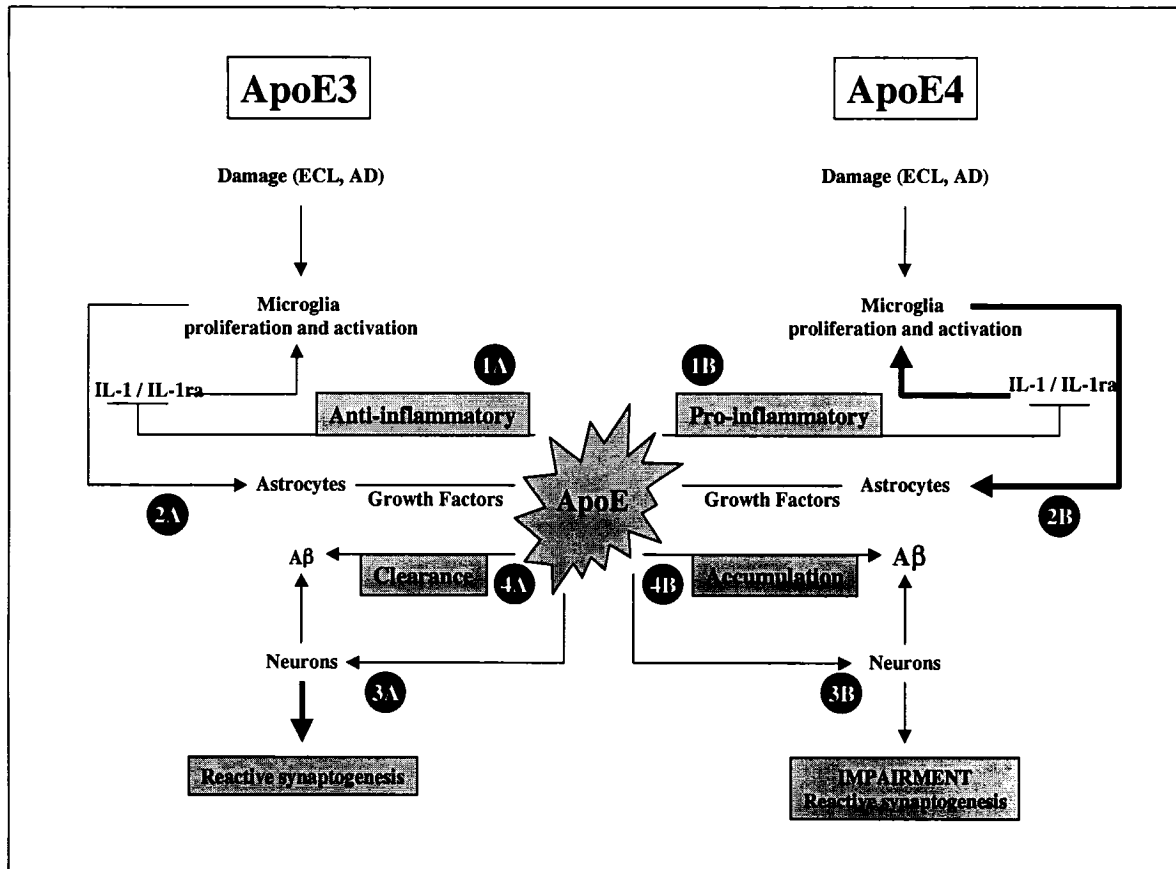 ApoE3
ApoE4
Damage (ECL, AD)
Damage (ECL, AD)
Microglia
proliferation and activation
Microglia
proliferation and activation
1A
1B
IL-1 / IL-1ra
IL-1 / IL-1ra
Anti-inflammatory
Pro-inflammatory
Astrocytes
Growth Factors
ApoE
Growth Factors
Astrocytes
2A
2B
Aβ
Clearance
4A
4B
Accumulation
Aβ
Neurons
Neurons
3A
3B
Reactive synaptogenesis
IMPAIRMENT
Reactive synaptogenesis